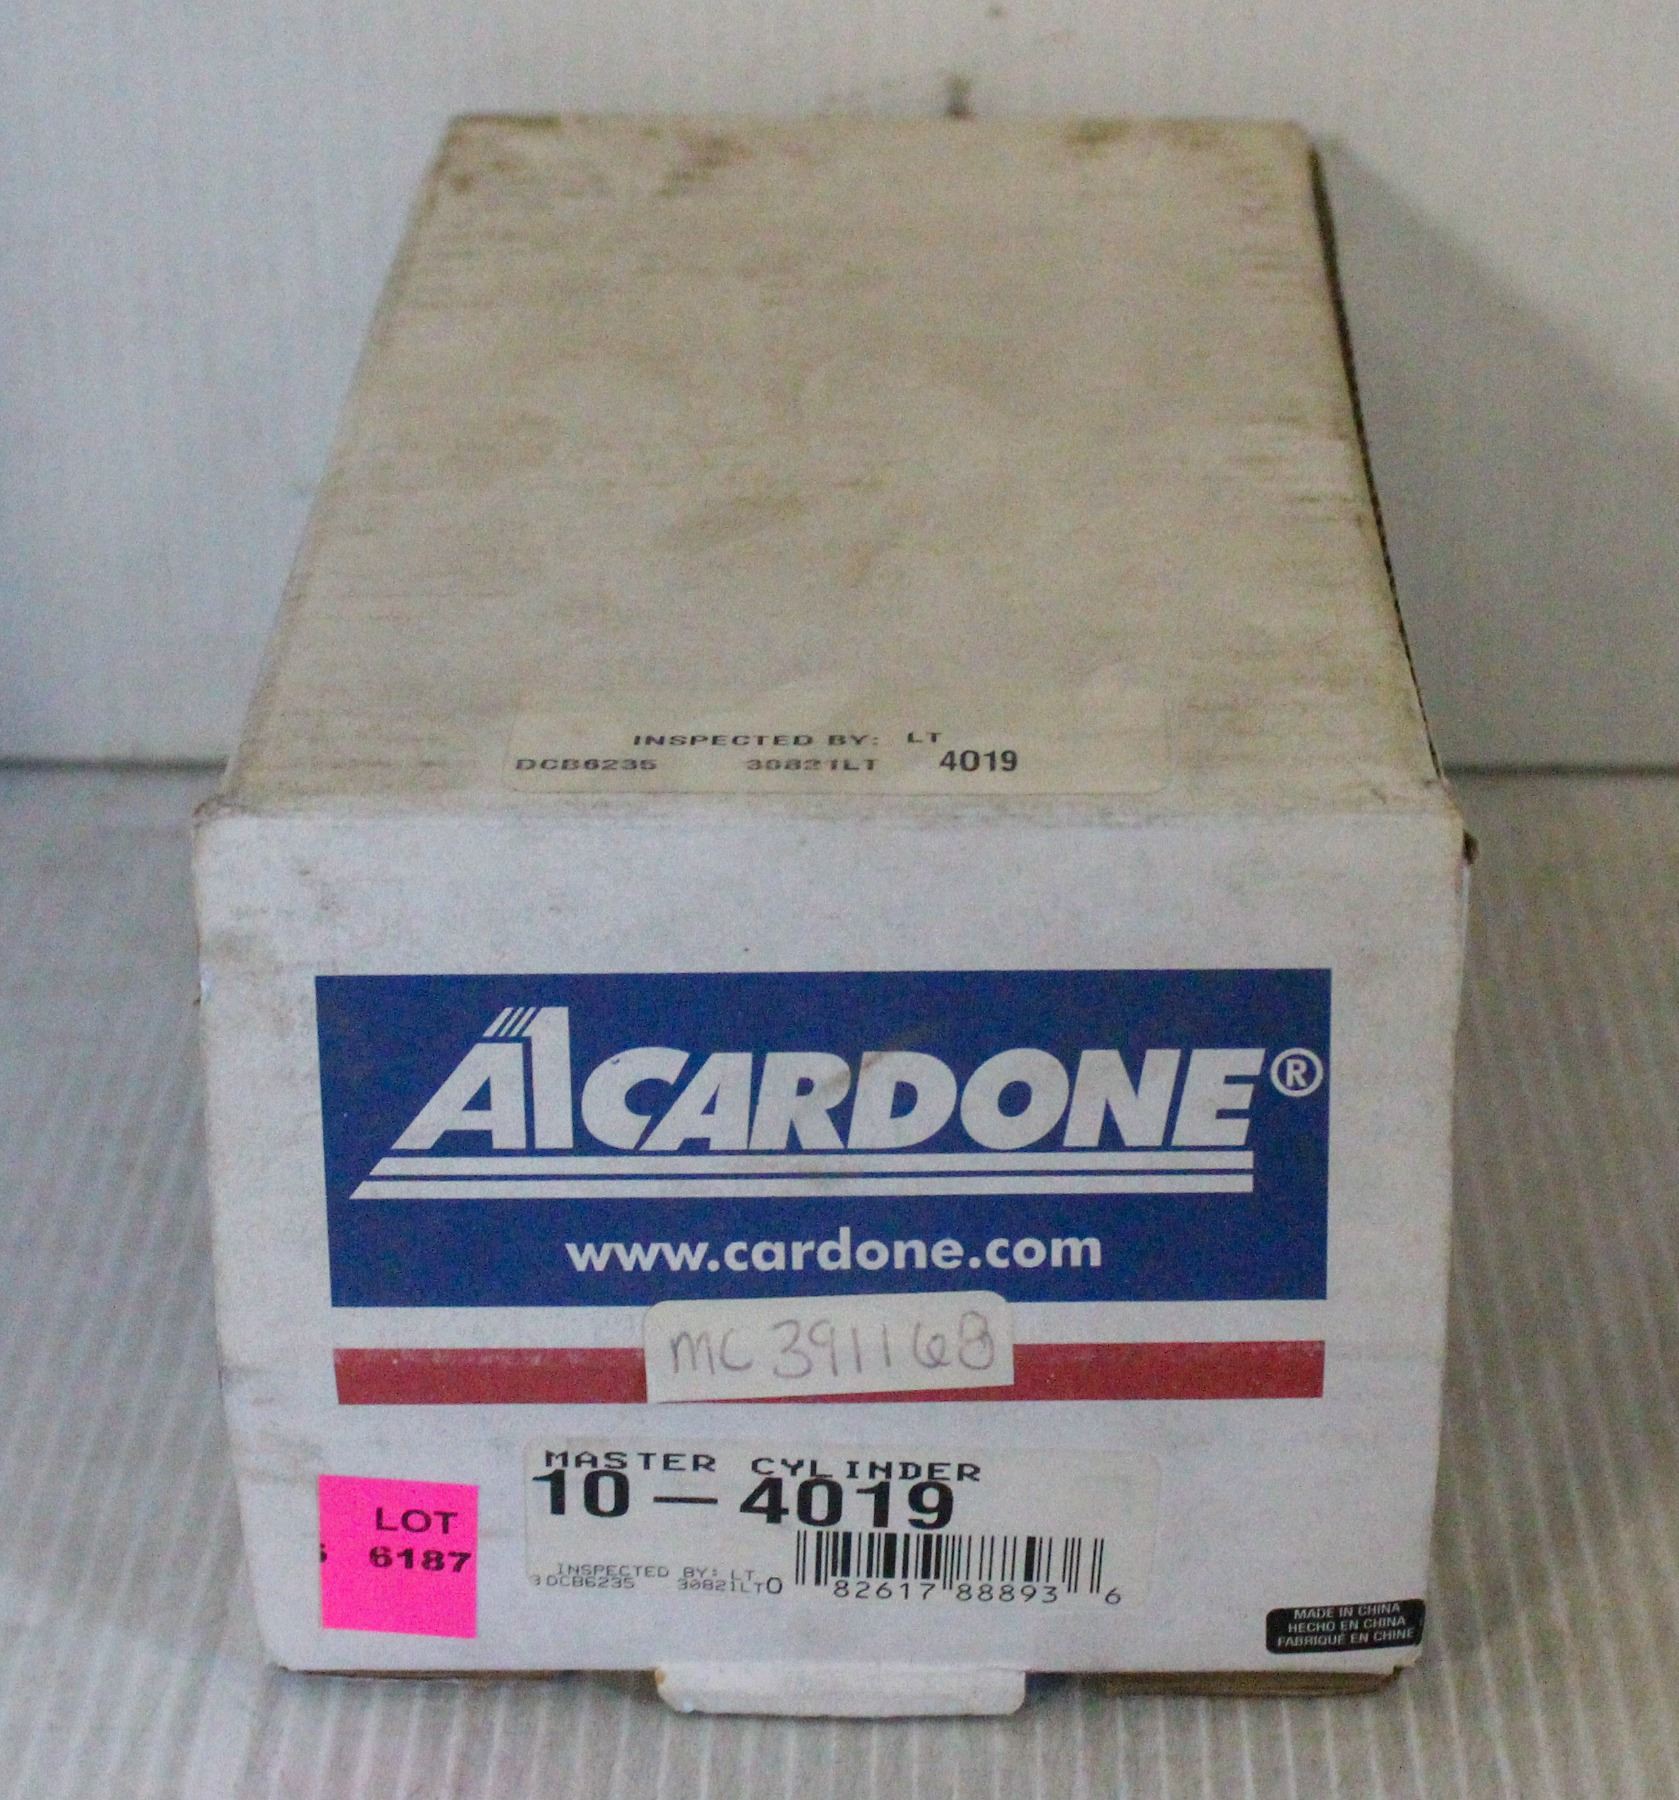 INSPECTED BY: LT
DCB6235 30821LT 4019
A1CARDONE®
www.cardone.com
MC391168
MASTER CYLINDER
10-4019
LOT
6187
INSPECTED BY: LT
DCB6235 30821LT
0 82617 88893 6
MADE IN CHINA
HECHO EN CHINA
FABRIQUÉ EN CHINE